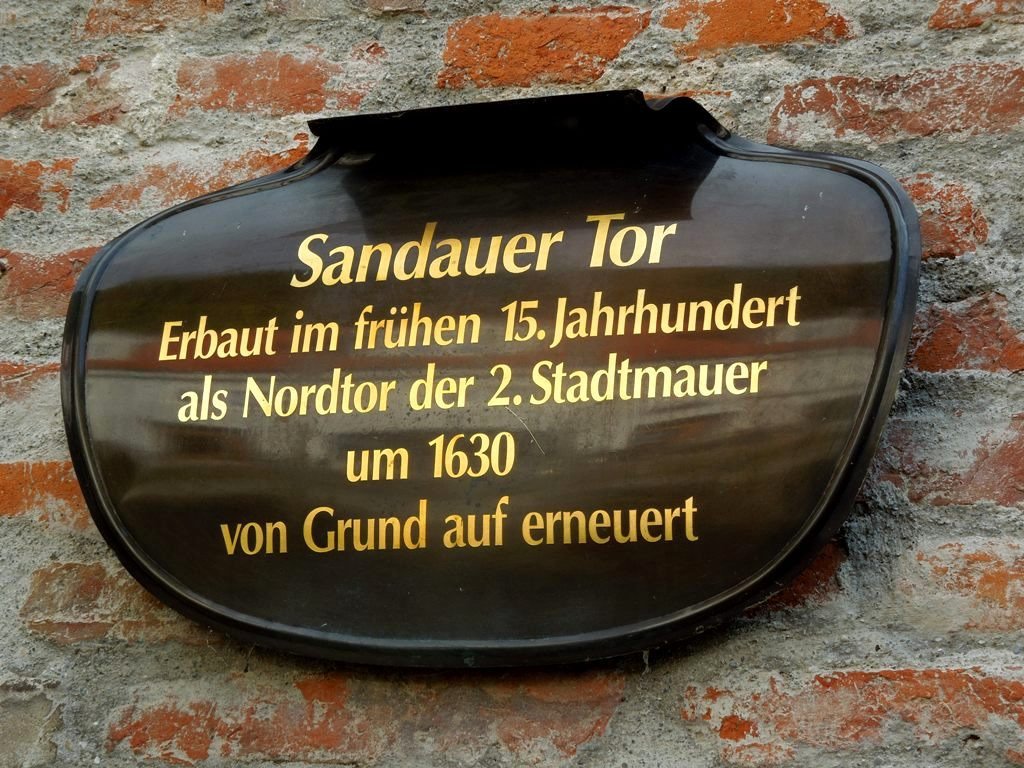 Sandauer Tor
Erbaut im frühen 15. Jahrhundert
als Nordtor der 2. Stadtmauer
um 1630
von Grund auf erneuert